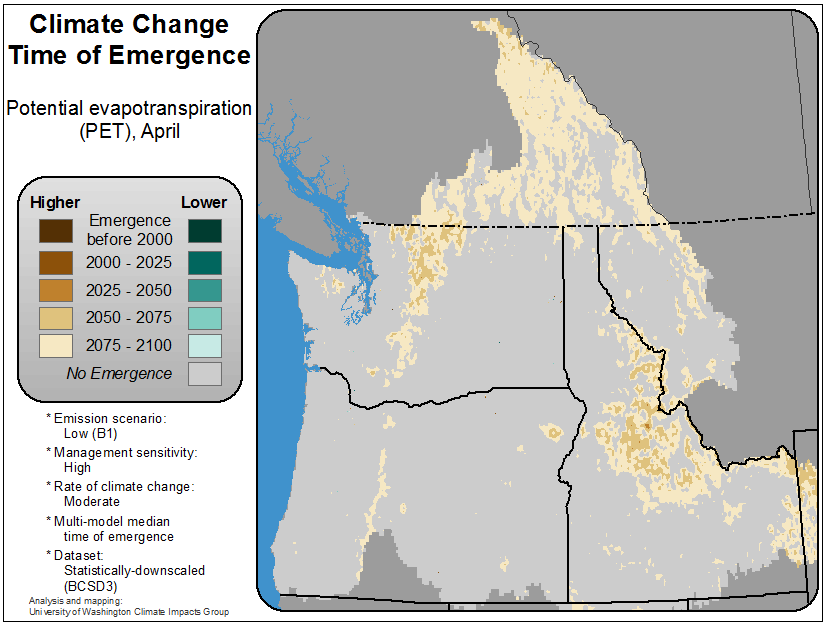 Climate Change
Time of Emergence
Potential evapotranspiration
(PET), April
Higher Lower
Emergence
before 2000
2000 - 2025
2025 - 2050
2050 - 2075
2075 - 2100
No Emergence
* Emission scenario:
Low (B1)
* Management sensitivity:
High
* Rate of climate change:
Moderate
* Multi-model median
time of emergence
* Dataset:
Statistically-downscaled
(BCSD3)
Analysis and mapping:
University of Washington Climate Impacts Group